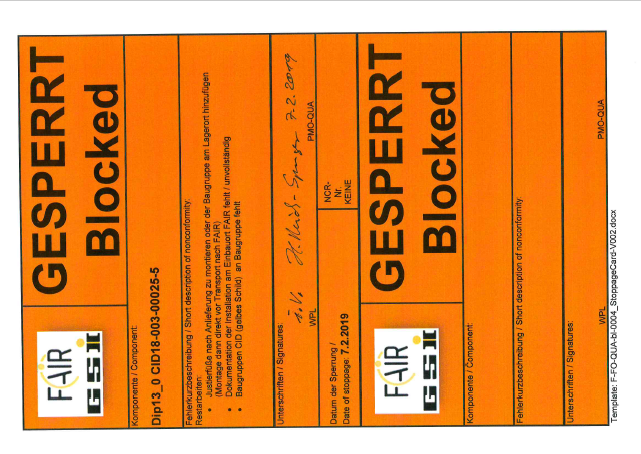 FAIR
GSI
GESPERRT
Blocked
Komponente / Component:
Dip13_0 CID18-003-00025-5
Fehlerkurzbeschreibung / Short description of nonconformity:
Restarbeiten:
• Justierfüße nach Anlieferung zu montieren oder der Baugruppe am Lagerort hinzufügen
(Montage dann direkt vor Transport nach FAIR)
• Dokumentation der Installation am Einbauort FAIR fehlt / unvollständig
• Baugruppen CID (gelbes Schild) an Baugruppe fehlt
Unterschriften / Signatures:
i.V. 7.2.2019
WPL PMO-QUA
Datum der Sperrung /
Date of stoppage: 7.2.2019
NCR-
Nr.
KEINE
FAIR
GSI
GESPERRT
Blocked
Komponente / Component:
Fehlerkurzbeschreibung / Short description of nonconformity:
Unterschriften / Signatures:
WPL PMO-QUA
Template: F-FO-QUA-bl-0004_StoppageCard-V002.docx